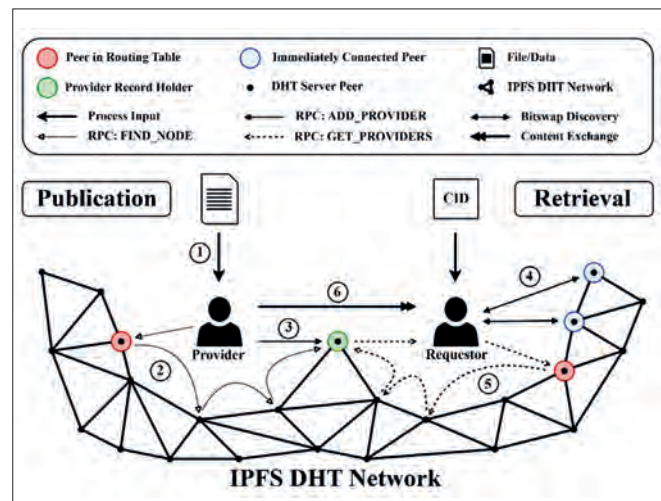 Peer in Routing Table
Immediately Connected Peer
File/Data
Provider Record Holder
DHT Server Peer
IPFS DHT Network
Process Input
RPC: ADD_PROVIDER
Bitswap Discovery
RPC: FIND_NODE
RPC: GET_PROVIDERS
Content Exchange
Publication
CID
Retrieval
1
4
6
3
Provider
Requestor
2
5
IPFS DHT Network